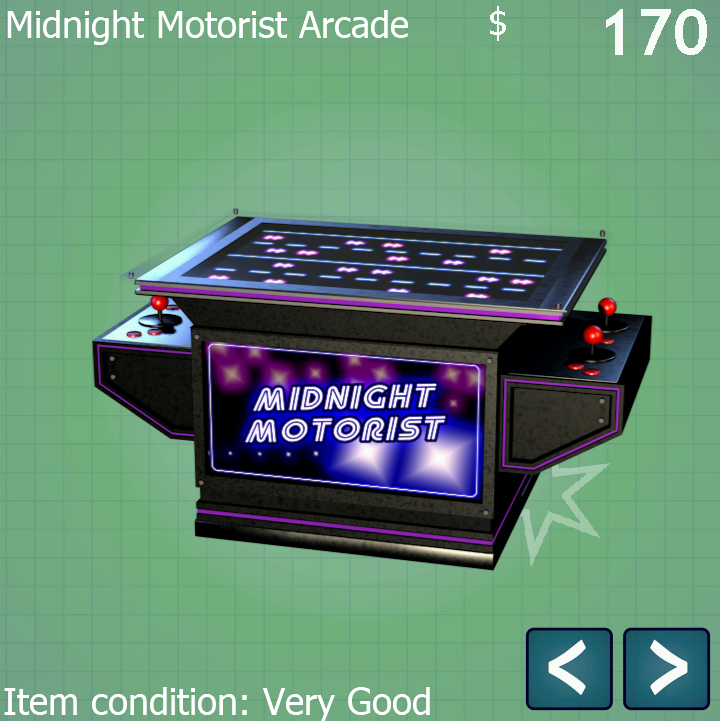 Midnight Motorist Arcade $ 170
MIDNIGHT
MOTORIST
Item condition: Very Good
< >